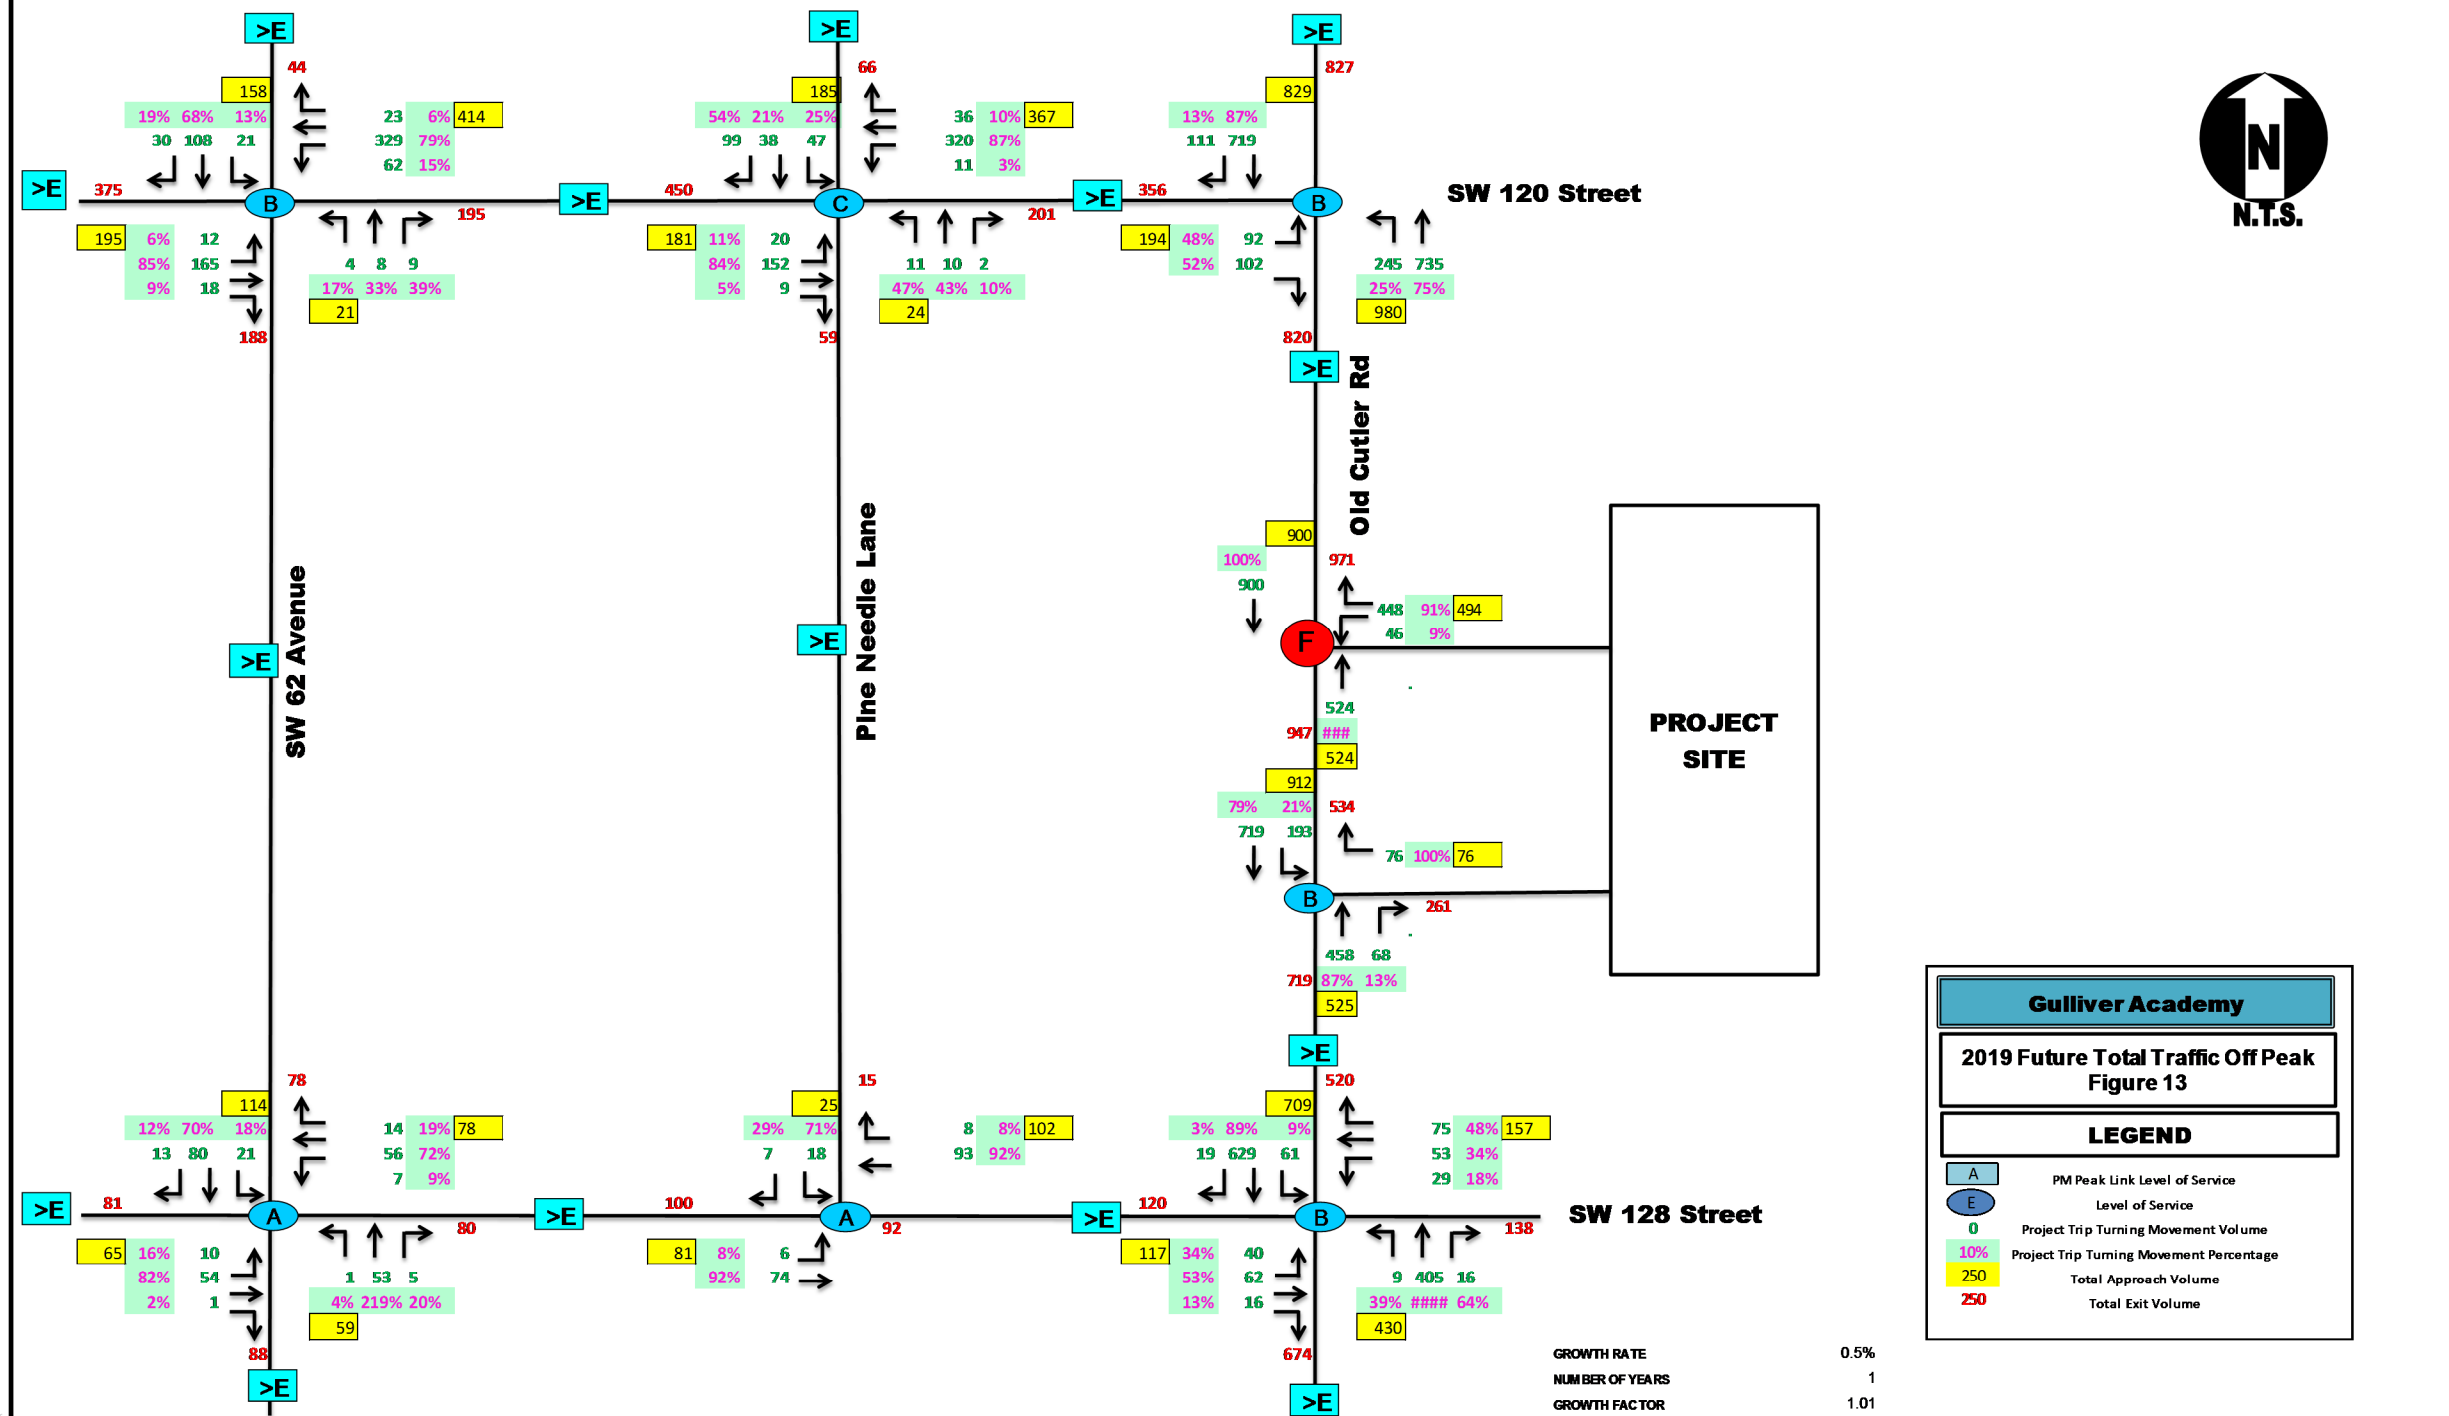 >E >E >E
44 66 827
158 185 829
19% 68% 13% 23 6% 414 54% 21% 25% 36 10% 367 13% 87%
30 108 21 329 79% 99 38 47 320 87% 111 719
62 15% 11 3%
>E 375 B >E 450 C >E 356 B SW 120 Street
195 201
195 6% 12 181 11% 20 194 48% 92
85% 165 4 8 9 84% 152 11 10 2 52% 102 245 735
9% 18 17% 33% 39% 5% 9 47% 43% 10% 25% 75%
21 24 980
188 59 820
>E
N
N.T.S.
Old Cutler Rd
900
100% 971
900
448 91% 494
46 9%
F
SW 62 Avenue
>E
Pine Needle Lane
>E
524
947 ###
524
912
79% 21% 534
719 193
76 100% 76
B
261
458 68
719 87% 13%
525
>E
PROJECT
SITE
78 15 520
114 25 709
12% 70% 18% 14 19% 78 29% 71% 8 8% 102 3% 89% 9% 75 48% 157
13 80 21 56 72% 7 18 93 92% 19 629 61 53 34%
7 9% 29 18%
>E 81 A >E 100 A >E 120 B SW 128 Street
80 92 138
65 16% 10 81 8% 6 117 34% 40
82% 54 1 53 5 92% 74 53% 62 9 405 16
2% 1 4% 219% 20% 13% 16 39% #### 64%
59 430
88 674
>E >E
GROWTH RATE 0.5%
NUMBER OF YEARS 1
GROWTH FACTOR 1.01
Gulliver Academy
2019 Future Total Traffic Off Peak
Figure 13
LEGEND
A PM Peak Link Level of Service
E Level of Service
0 Project Trip Turning Movement Volume
10% Project Trip Turning Movement Percentage
250 Total Approach Volume
250 Total Exit Volume